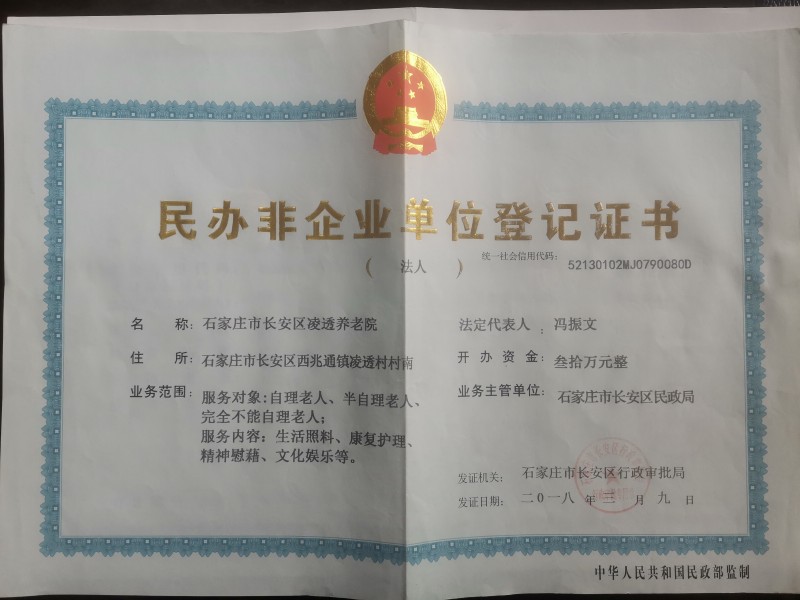 民办非企业单位登记证书
(法人)
统一社会信用代码: 52130102MJ0790080D
名 称: 石家庄市长安区凌透养老院
住 所: 石家庄市长安区西兆通镇凌透村村南
业务范围: 服务对象:自理老人、半自理老人、
完全不能自理老人;
服务内容: 生活照料、康复护理、
精神慰藉、文化娱乐等。
法定代表人: 冯振文
开办资金: 叁拾万元整
业务主管单位: 石家庄市长安区民政局
发证机关: 石家庄市长安区行政审批局
发证日期: 二0一八 年 三 月 九 日
中华人民共和国民政部监制